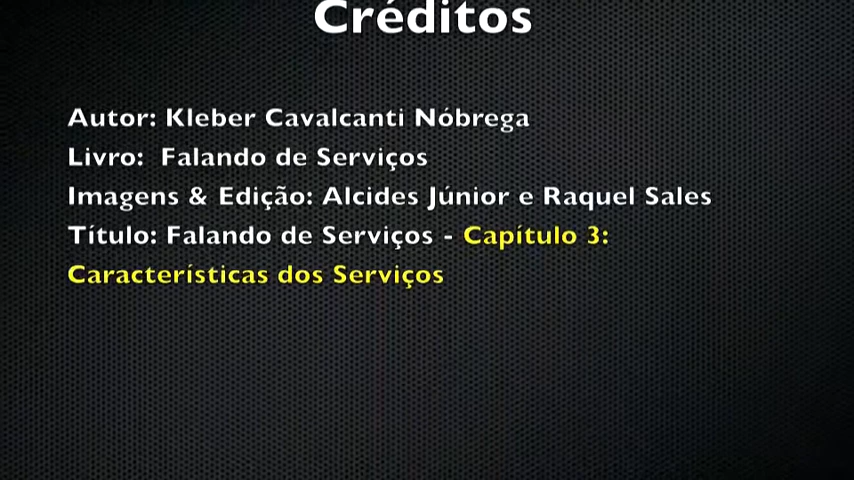 Créditos
Autor: Kleber Cavalcanti Nóbrega
Livro: Falando de Serviços
Imagens & Edição: Alcides Júnior e Raquel Sales
Título: Falando de Serviços - Capítulo 3:
Características dos Serviços